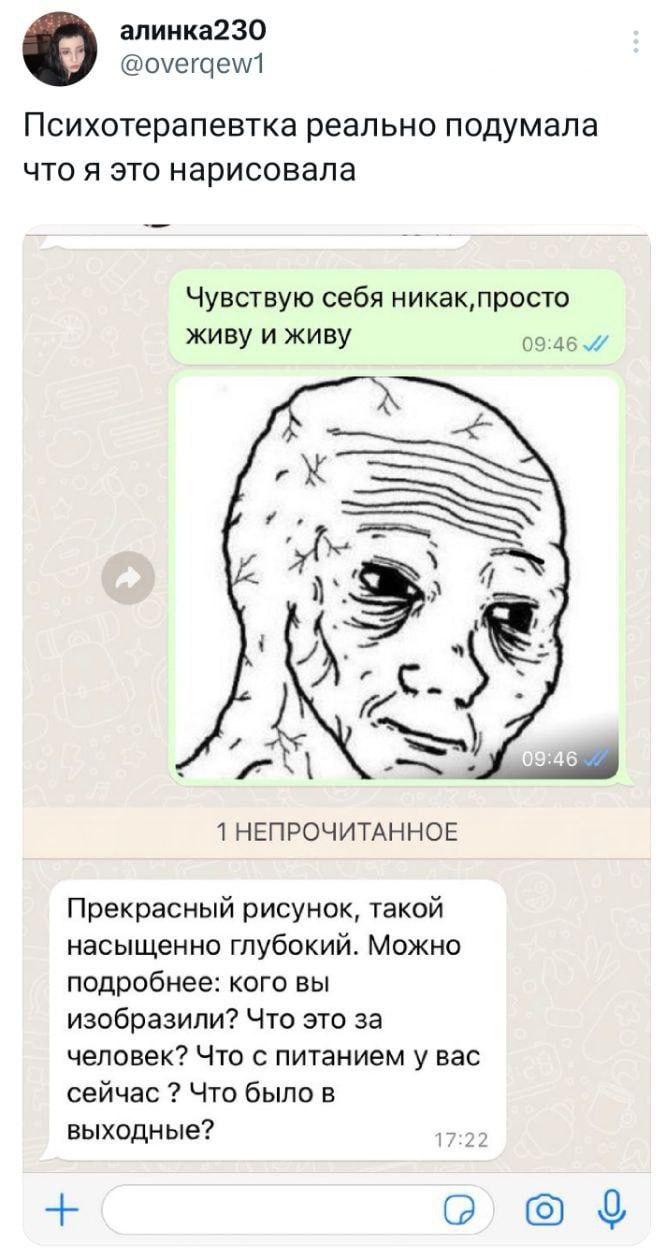 алинка230
@overqew1
Психотерапевтка реально подумала
что я это нарисовала
Чувствую себя никак,просто
живу и живу
09:46
09:46
1 НЕПРОЧИТАННОЕ
Прекрасный рисунок, такой
насыщенно глубокий. Можно
подробнее: кого вы
изобразили? Что это за
человек? Что с питанием у вас
сейчас ? Что было в
выходные?
17:22